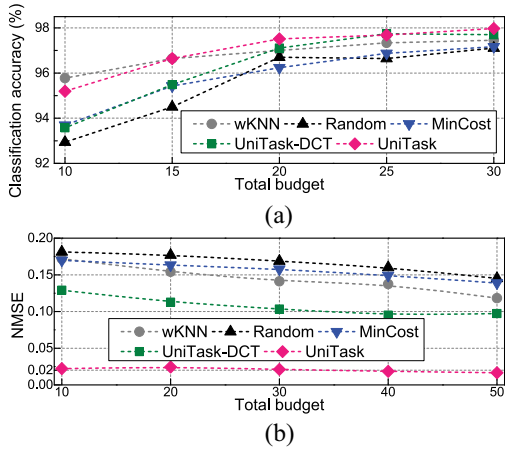 Classification accuracy (%)
98
96
94
92
wKNN Random MinCost
UniTask-DCT UniTask
10 15 20 25 30
Total budget
(a)
NMSE
0.20
0.15
0.10
0.05
0.02
0.00
wKNN Random MinCost
UniTask-DCT UniTask
10 20 30 40 50
Total budget
(b)